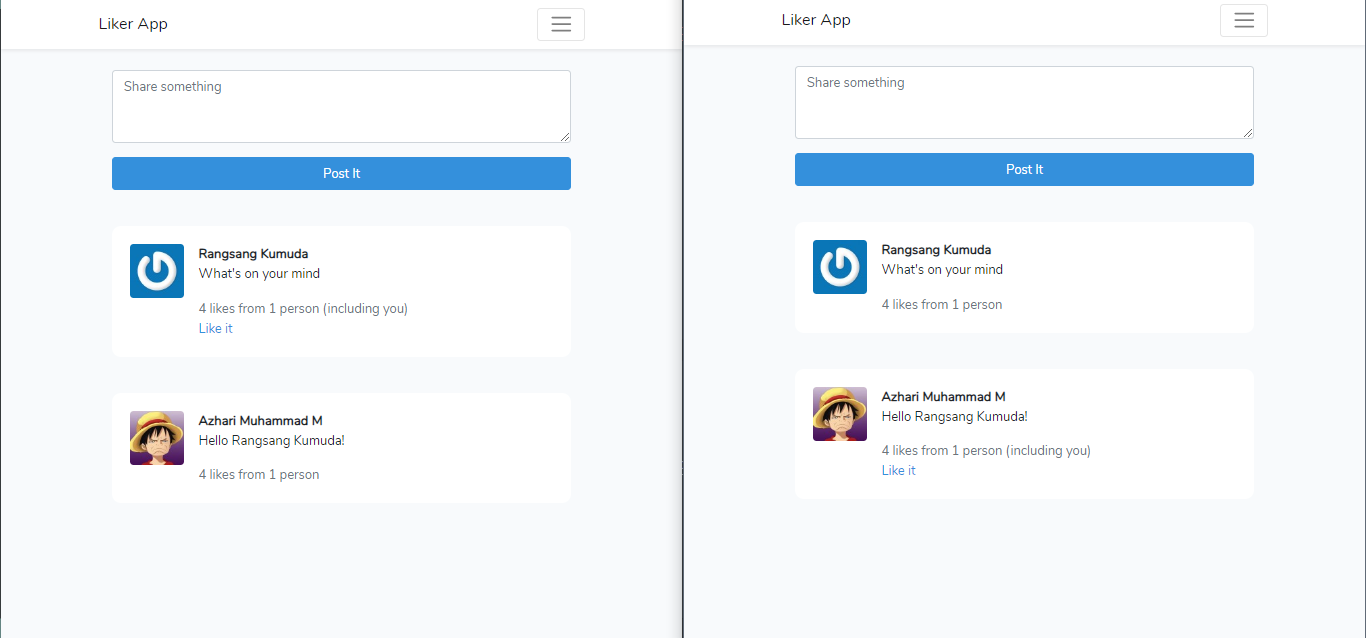 Liker App
Share something
Post It
Rangsang Kumuda
What's on your mind
4 likes from 1 person (including you)
Like it
Azhari Muhammad M
Hello Rangsang Kumuda!
4 likes from 1 person
Liker App
Share something
Post It
Rangsang Kumuda
What's on your mind
4 likes from 1 person
Azhari Muhammad M
Hello Rangsang Kumuda!
4 likes from 1 person (including you)
Like it